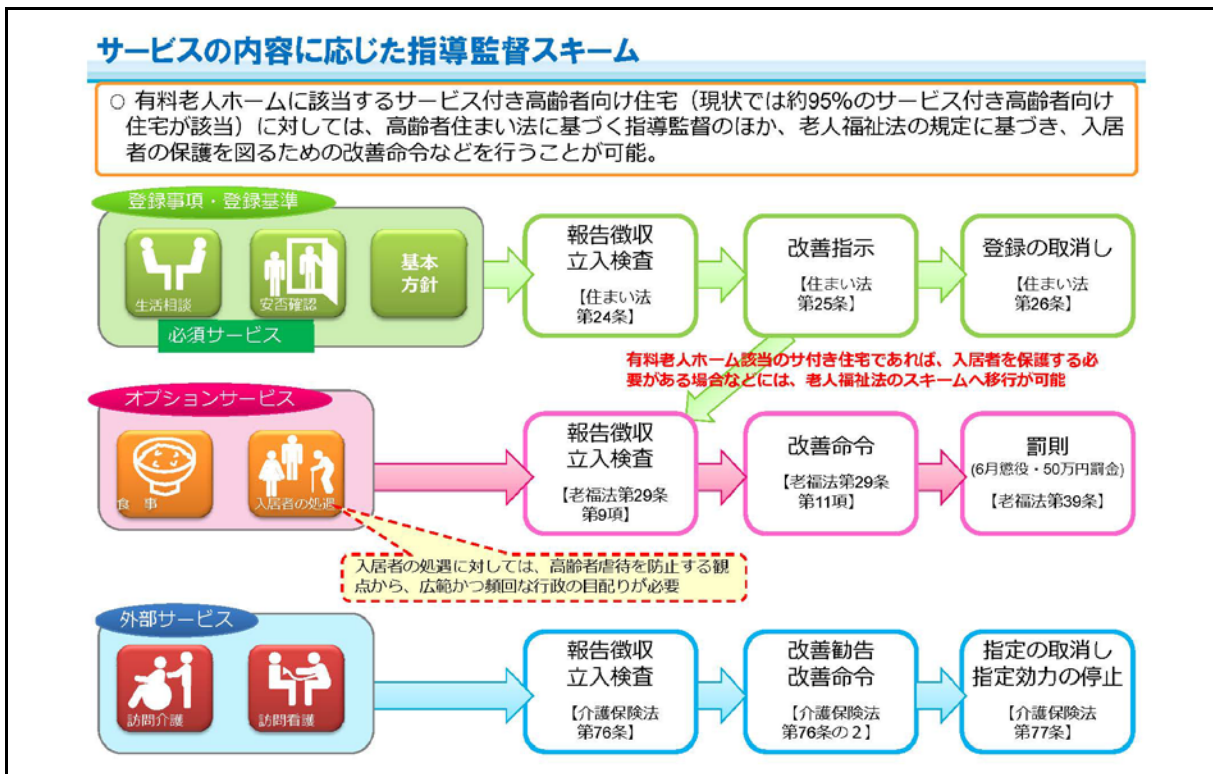 サービスの内容に応じた指導監督スキーム
○ 有料老人ホームに該当するサービス付き高齢者向け住宅（現状では約95%のサービス付き高齢者向け
住宅が該当）に対しては、高齢者住まい法に基づく指導監督のほか、老人福祉法の規定に基づき、入居
者の保護を図るための改善命令などを行うことが可能。
登録事項・登録基準
生活相談
安否確認
基本
方針
必須サービス
報告徴収
立入検査
【住まい法
第24条】
改善指示
【住まい法
第25条】
登録の取消し
【住まい法
第26条】
有料老人ホーム該当のサ付き住宅であれば、入居者を保護する必
要がある場合などには、老人福祉法のスキームへ移行が可能
オプションサービス
食 事
入居者の処遇
報告徴収
立入検査
【老福法第29条
第9項】
改善命令
【老福法第29条
第11項】
罰則
(6月懲役・50万円罰金)
【老福法第39条】
入居者の処遇に対しては、高齢者虐待を防止する観
点から、広範かつ頻回な行政の目配りが必要
外部サービス
訪問介護
訪問看護
報告徴収
立入検査
【介護保険法
第76条】
改善勧告
改善命令
【介護保険法
第76条の２】
指定の取消し
指定効力の停止
【介護保険法
第77条】